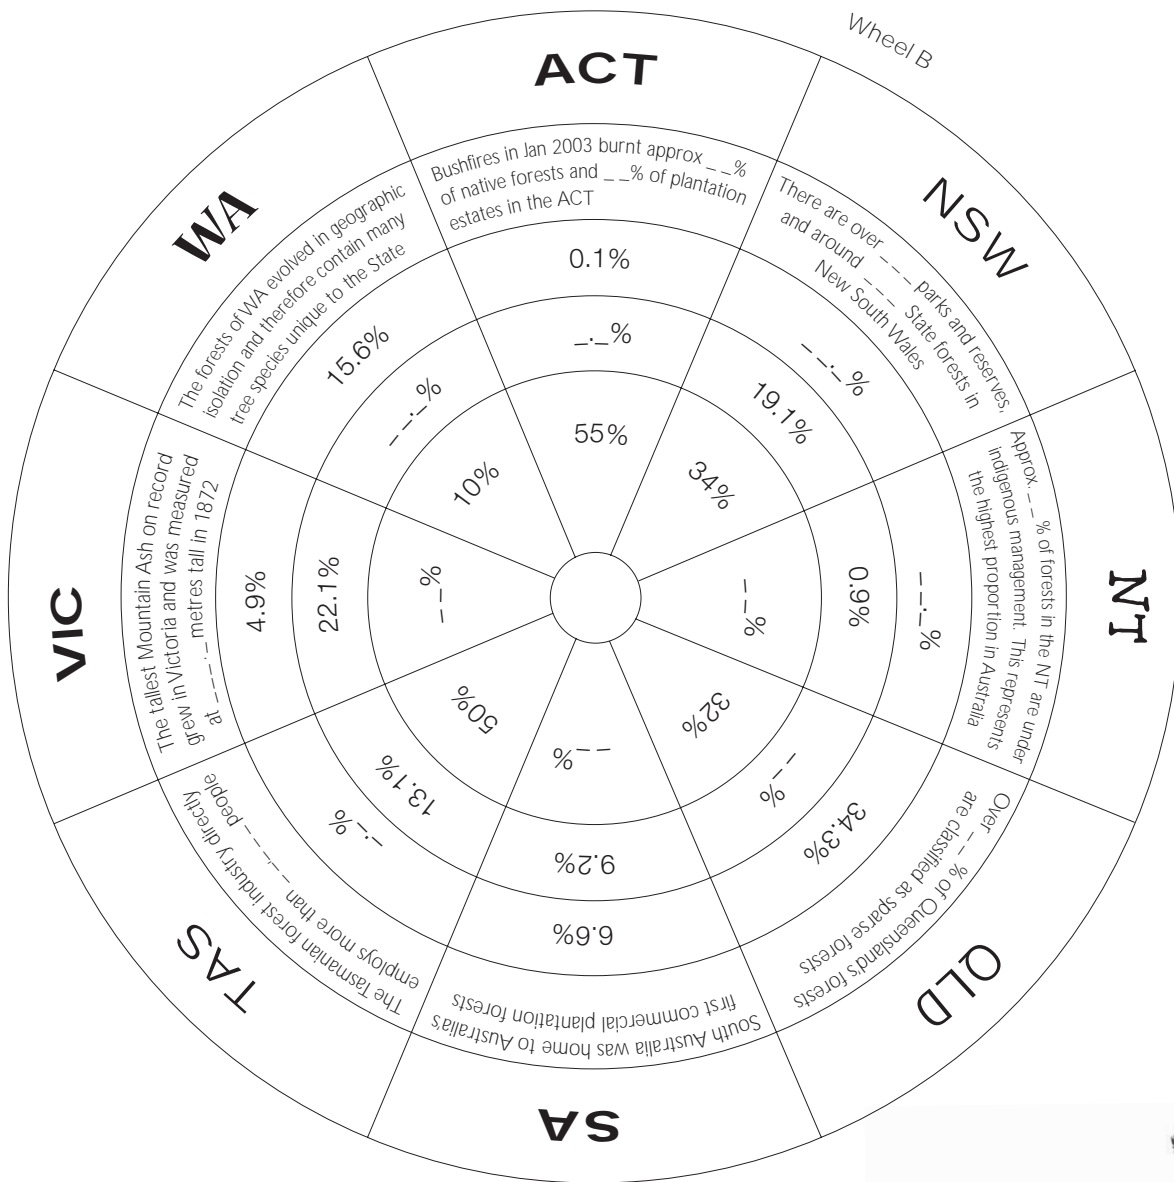 Wheel B
ACT
Bushfires in Jan 2003 burnt approx _ _%
of native forests and _ _% of plantation
estates in the ACT
0.1%
_._%
55%
NSW
There are over _ _ _ parks and reserves,
and around _ _ _ State forests in
New South Wales
_ _._%
19.1%
34%
NT
Approx. _ _ % of forests in the NT are under
indigenous management. This represents
the highest proportion in Australia
_ _._%
0.9%
_ _%
QLD
Over _ _ % of Queensland's forests
are classified as sparse forests
34.3%
_ _%
32%
SA
South Australia was home to Australia's
first commercial plantation forests
6.6%
9.2%
_ _%
TAS
The Tasmanian forest industry directly
employs more than _ _,_ _ _ people
_._%
13.1%
50%
VIC
The tallest Mountain Ash on record
grew in Victoria and was measured
at _ _ _._ metres tall in 1872
4.9%
22.1%
_ _%
WA
The forests of WA evolved in geographic
isolation and therefore contain many
tree species unique to the State
15.6%
_ _._%
10%